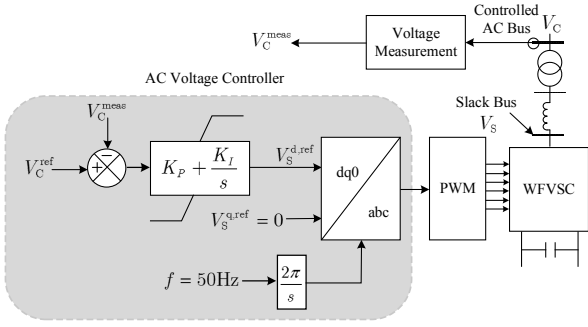 Controlled
AC Bus
V_C
Voltage
Measurement
V_C^meas
AC Voltage Controller
V_C^meas
Slack Bus
V_S
V_C^ref
+
−
K_P + K_I/s
V_S^d,ref
dq0
abc
PWM
WFVSC
V_S^q,ref = 0
f = 50Hz
2π/s